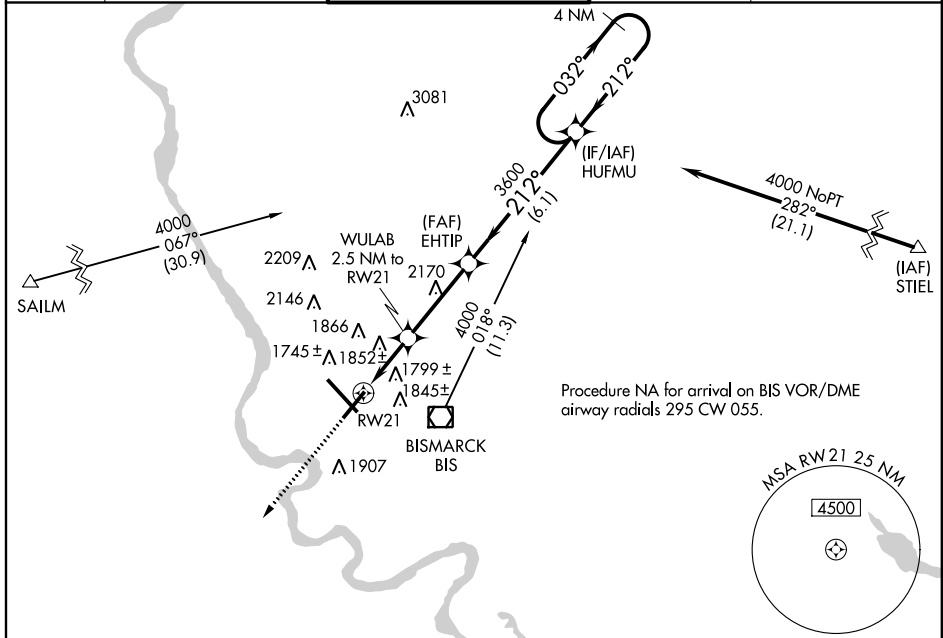 4 NM
032°
212°
3081
(IF/IAF)
HUFMU
3600
212°
(6.1)
4000 NoPT
282°
(21.1)
(IAF)
STIEL
4000
067°
(30.9)
SAILM
(FAF)
EHTIP
WULAB
2.5 NM to
RW21
2209
2170
2146
1866
1745 ±
1852±
1799 ±
1845±
4000
018°
(11.3)
RW21
BISMARCK
BIS
1907
Procedure NA for arrival on BIS VOR/DME
airway radials 295 CW 055.
MSA RW 21 25 NM
4500